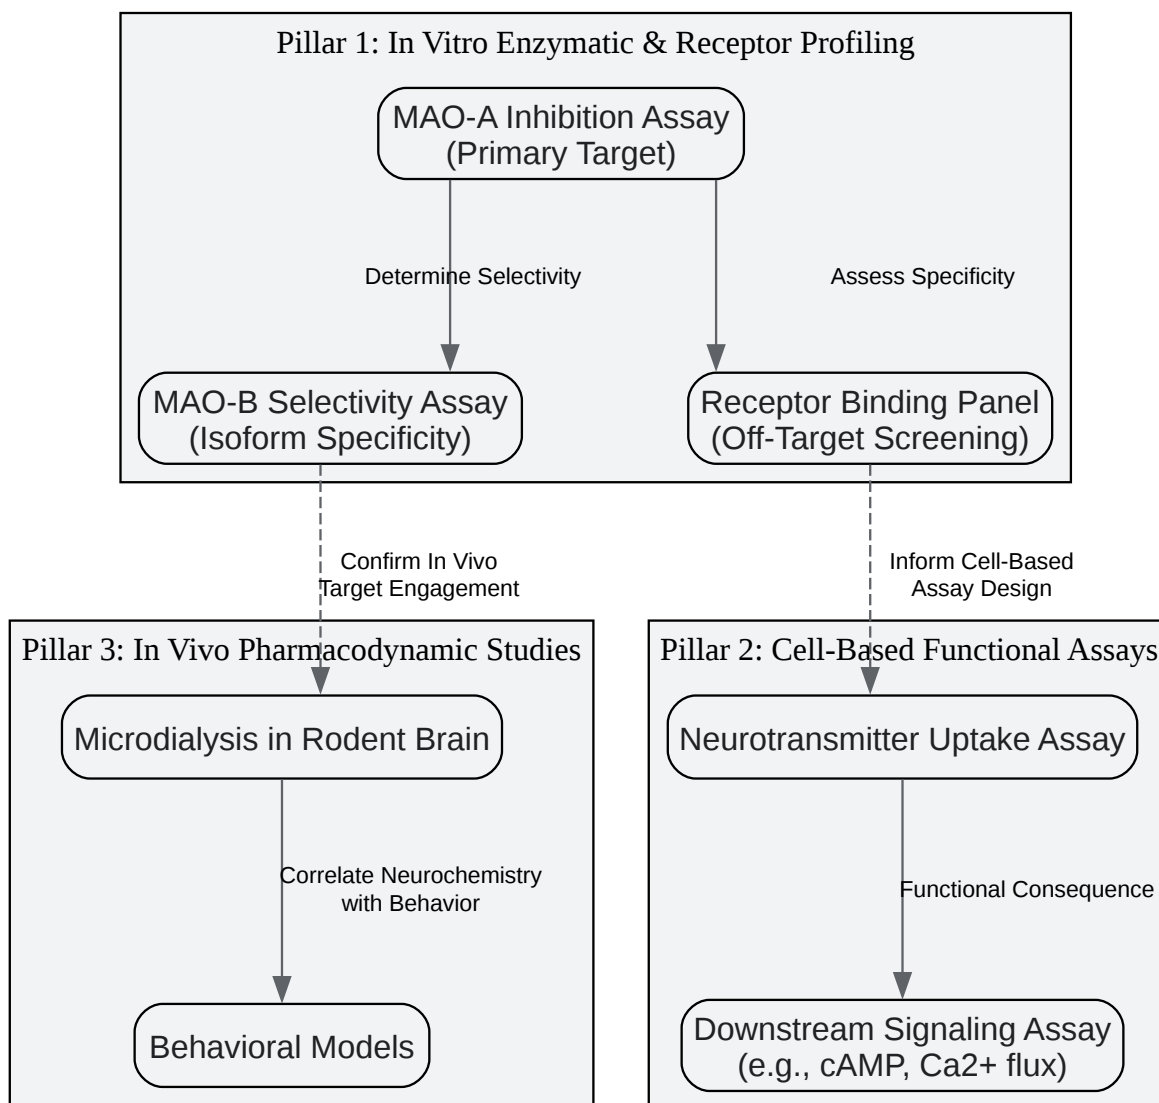 Pillar 1: In Vitro Enzymatic & Receptor Profiling
MAO-A Inhibition Assay
(Primary Target)
Determine Selectivity
Assess Specificity
MAO-B Selectivity Assay
(Isoform Specificity)
Receptor Binding Panel
(Off-Target Screening)
Confirm In Vivo
Target Engagement
Inform Cell-Based
Assay Design
Pillar 3: In Vivo Pharmacodynamic Studies
Microdialysis in Rodent Brain
Correlate Neurochemistry
with Behavior
Behavioral Models
Pillar 2: Cell-Based Functional Assays
Neurotransmitter Uptake Assay
Functional Consequence
Downstream Signaling Assay
(e.g., cAMP, Ca2+ flux)